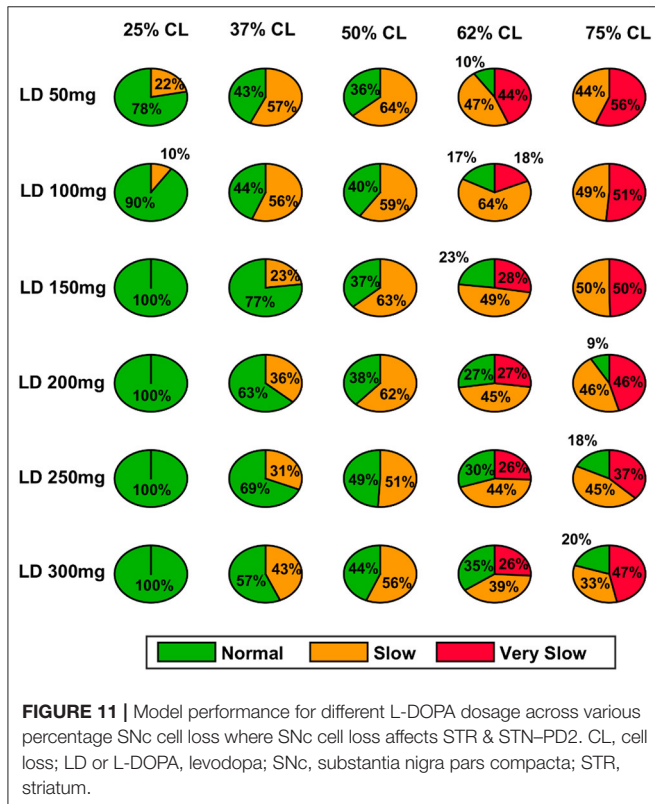 25% CL 37% CL 50% CL 62% CL 75% CL
LD 50mg 22% 78% 43% 57% 36% 64% 10% 47% 44% 44% 56%
LD 100mg 10% 90% 44% 56% 40% 59% 17% 18% 64% 49% 51%
LD 150mg 100% 23% 77% 37% 63% 23% 28% 49% 50% 50%
LD 200mg 100% 36% 63% 38% 62% 27% 27% 45% 9% 46% 46%
LD 250mg 100% 31% 69% 49% 51% 30% 26% 44% 18% 37% 45%
LD 300mg 100% 57% 43% 44% 56% 35% 26% 39% 20% 33% 47%
Normal Slow Very Slow
FIGURE 11 | Model performance for different L-DOPA dosage across various
percentage SNc cell loss where SNc cell loss affects STR & STN–PD2. CL, cell
loss; LD or L-DOPA, levodopa; SNc, substantia nigra pars compacta; STR,
striatum.